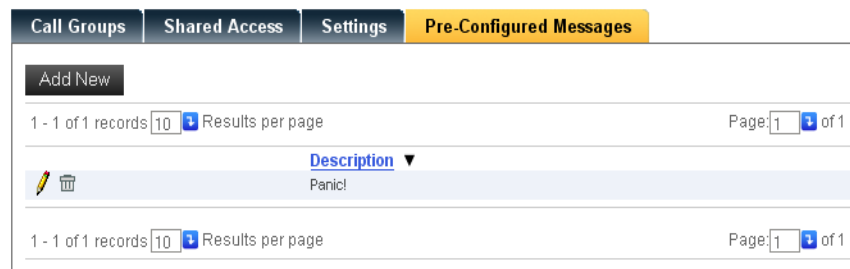 Call Groups Shared Access Settings Pre-Configured Messages
Add New
1 - 1 of 1 records 10 Results per page Page: 1 of 1
Description ▼
Panic!
1 - 1 of 1 records 10 Results per page Page: 1 of 1